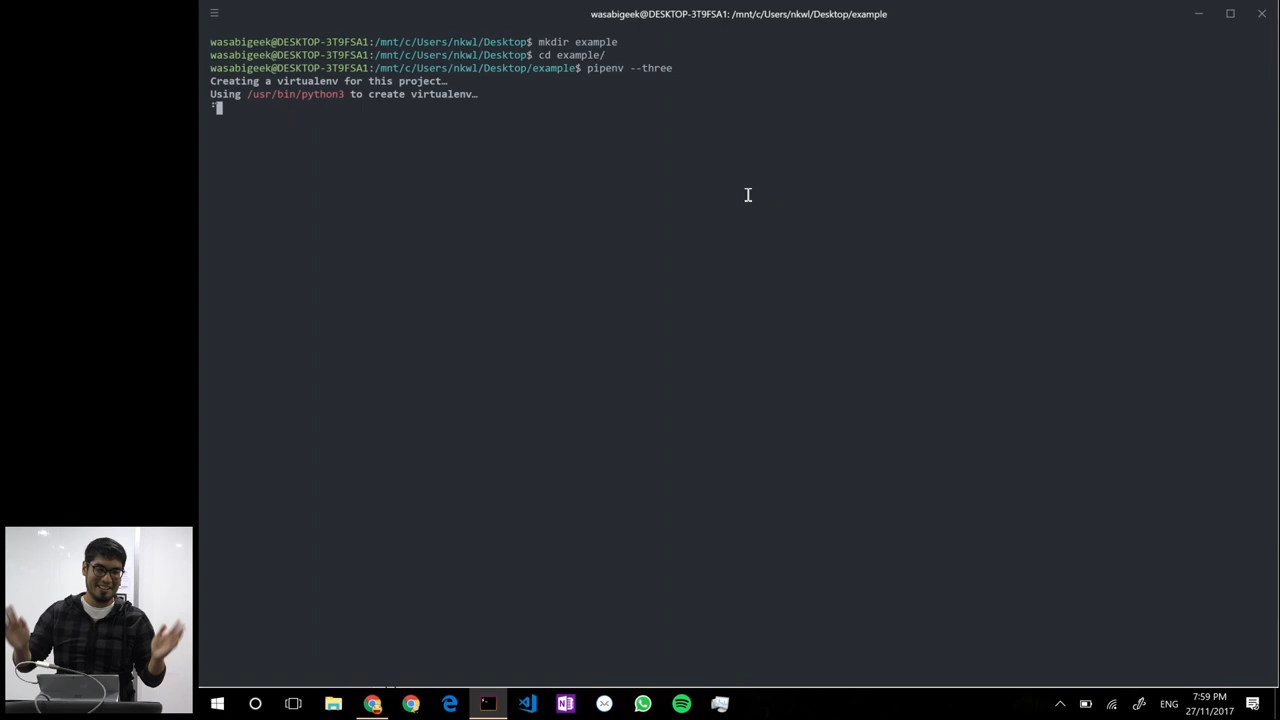 wasabigeek@DESKTOP-3T9FSA1: /mnt/c/Users/nkwl/Desktop/example
wasabigeek@DESKTOP-3T9FSA1:/mnt/c/Users/nkwl/Desktop$ mkdir example
wasabigeek@DESKTOP-3T9FSA1:/mnt/c/Users/nkwl/Desktop$ cd example/
wasabigeek@DESKTOP-3T9FSA1:/mnt/c/Users/nkwl/Desktop/example$ pipenv --three
Creating a virtualenv for this project…
Using /usr/bin/python3 to create virtualenv…
ENG
7:59 PM
27/11/2017